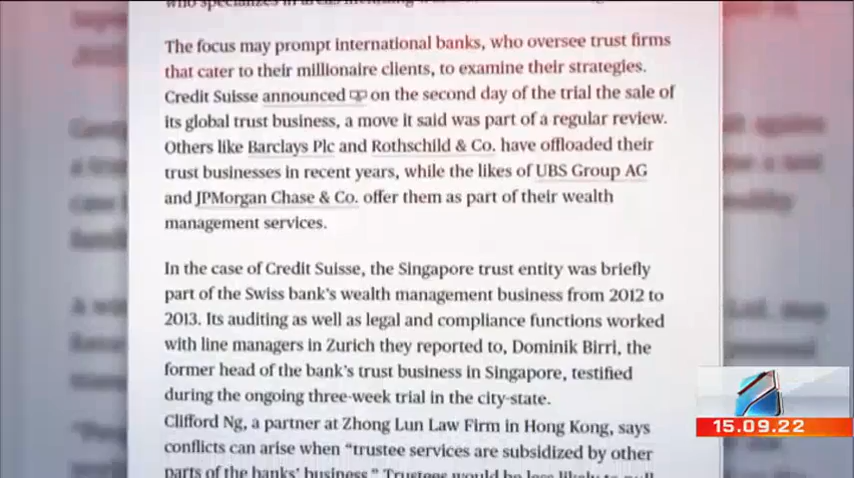 The focus may prompt international banks, who oversee trust firms
that cater to their millionaire clients, to examine their strategies.
Credit Suisse announced on the second day of the trial the sale of
its global trust business, a move it said was part of a regular review.
Others like Barclays Plc and Rothschild & Co. have offloaded their
trust businesses in recent years, while the likes of UBS Group AG
and JPMorgan Chase & Co. offer them as part of their wealth
management services.
In the case of Credit Suisse, the Singapore trust entity was briefly
part of the Swiss bank's wealth management business from 2012 to
2013. Its auditing as well as legal and compliance functions worked
with line managers in Zurich they reported to, Dominik Birri, the
former head of the bank's trust business in Singapore, testified
during the ongoing three-week trial in the city-state.
Clifford Ng, a partner at Zhong Lun Law Firm in Hong Kong, says
conflicts can arise when “trustee services are subsidized by other
parts of the banks' business.” Trustees would be less likely to
15.09.22